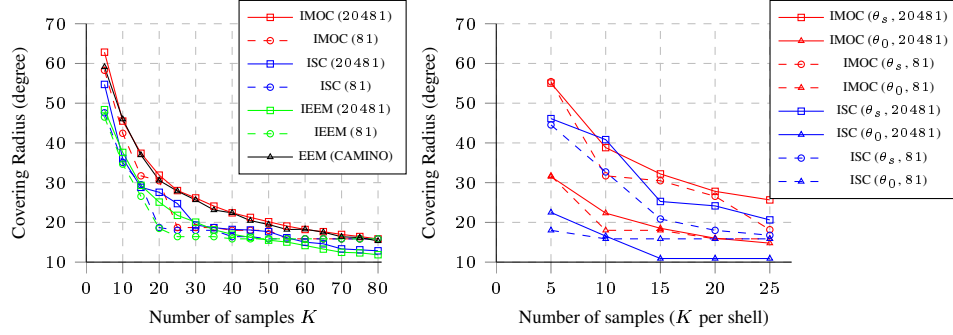 70
60
50
40
30
20
10
0 10 20 30 40 50 60 70 80
Covering Radius (degree)
Number of samples K
IMOC (20481)
IMOC (81)
ISC (20481)
ISC (81)
IEEM (20481)
IEEM (81)
EEM (CAMINO)
70
60
50
40
30
20
10
0 5 10 15 20 25
Covering Radius (degree)
Number of samples (K per shell)
IMOC (θs, 20481)
IMOC (θ0, 20481)
IMOC (θs, 81)
IMOC (θ0, 81)
ISC (θs, 20481)
ISC (θ0, 20481)
ISC (θs, 81)
ISC (θ0, 81)